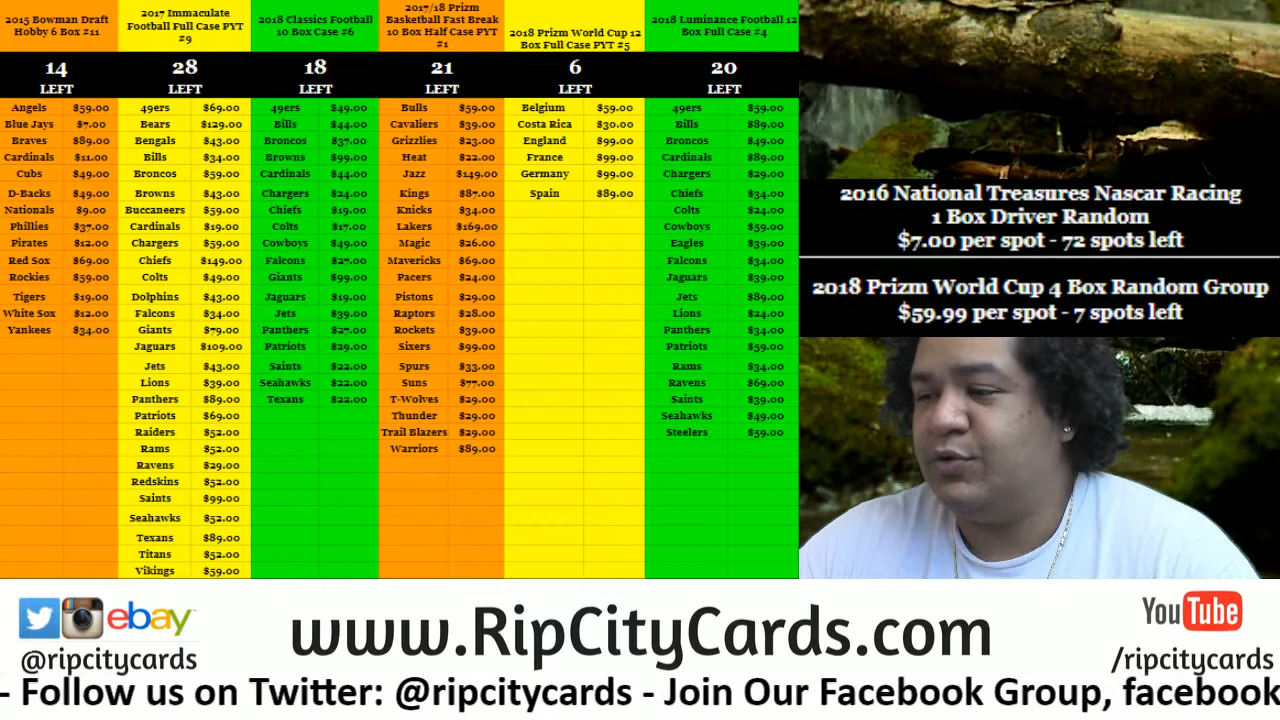 2015 Bowman Draft
Hobby 6 Box #11
14
LEFT
Angels $59.00
Blue Jays $7.00
Braves $89.00
Cardinals $11.00
Cubs $49.00
D-Backs $49.00
Nationals $9.00
Phillies $37.00
Pirates $12.00
Red Sox $69.00
Rockies $59.00
Tigers $19.00
White Sox $12.00
Yankees $34.00
2017 Immaculate
Football Full Case PYT
#9
28
LEFT
49ers $69.00
Bears $129.00
Bengals $43.00
Bills $34.00
Broncos $59.00
Browns $43.00
Buccaneers $59.00
Cardinals $19.00
Chargers $59.00
Chiefs $149.00
Colts $49.00
Dolphins $43.00
Falcons $34.00
Giants $79.00
Jaguars $109.00
Jets $43.00
Lions $39.00
Panthers $89.00
Patriots $69.00
Raiders $52.00
Rams $52.00
Ravens $29.00
Redskins $52.00
Saints $99.00
Seahawks $52.00
Texans $89.00
Titans $52.00
Vikings $59.00
2018 Classics Football
10 Box Case #6
18
LEFT
49ers $49.00
Bills $44.00
Broncos $37.00
Browns $99.00
Cardinals $44.00
Chargers $24.00
Chiefs $19.00
Colts $17.00
Cowboys $49.00
Falcons $27.00
Giants $99.00
Jaguars $19.00
Jets $39.00
Panthers $27.00
Patriots $29.00
Saints $22.00
Seahawks $22.00
Texans $22.00
2017/18 Prizm
Basketball Fast Break
10 Box Half Case PYT
#1
21
LEFT
Bulls $59.00
Cavaliers $39.00
Grizzlies $23.00
Heat $22.00
Jazz $149.00
Kings $87.00
Knicks $34.00
Lakers $169.00
Magic $26.00
Mavericks $69.00
Pacers $24.00
Pistons $29.00
Raptors $28.00
Rockets $39.00
Sixers $99.00
Spurs $33.00
Suns $77.00
T-Wolves $29.00
Thunder $29.00
Trail Blazers $29.00
Warriors $89.00
2018 Prizm World Cup 12
Box Full Case PYT #5
6
LEFT
Belgium $59.00
Costa Rica $30.00
England $99.00
France $99.00
Germany $99.00
Spain $89.00
2018 Luminance Football 12
Box Full Case #4
20
LEFT
49ers $59.00
Bills $89.00
Broncos $49.00
Cardinals $89.00
Chargers $29.00
Chiefs $34.00
Colts $24.00
Cowboys $59.00
Eagles $39.00
Falcons $34.00
Jaguars $39.00
Jets $89.00
Lions $24.00
Panthers $34.00
Patriots $59.00
Rams $34.00
Ravens $69.00
Saints $39.00
Seahawks $49.00
Steelers $59.00
2016 National Treasures Nascar Racing
1 Box Driver Random
$7.00 per spot - 72 spots left
2018 Prizm World Cup 4 Box Random Group
$59.99 per spot - 7 spots left
ebay
@ripcitycards
www.RipCityCards.com
YouTube
/ripcitycards
- Follow us on Twitter: @ripcitycards - Join Our Facebook Group, facebook